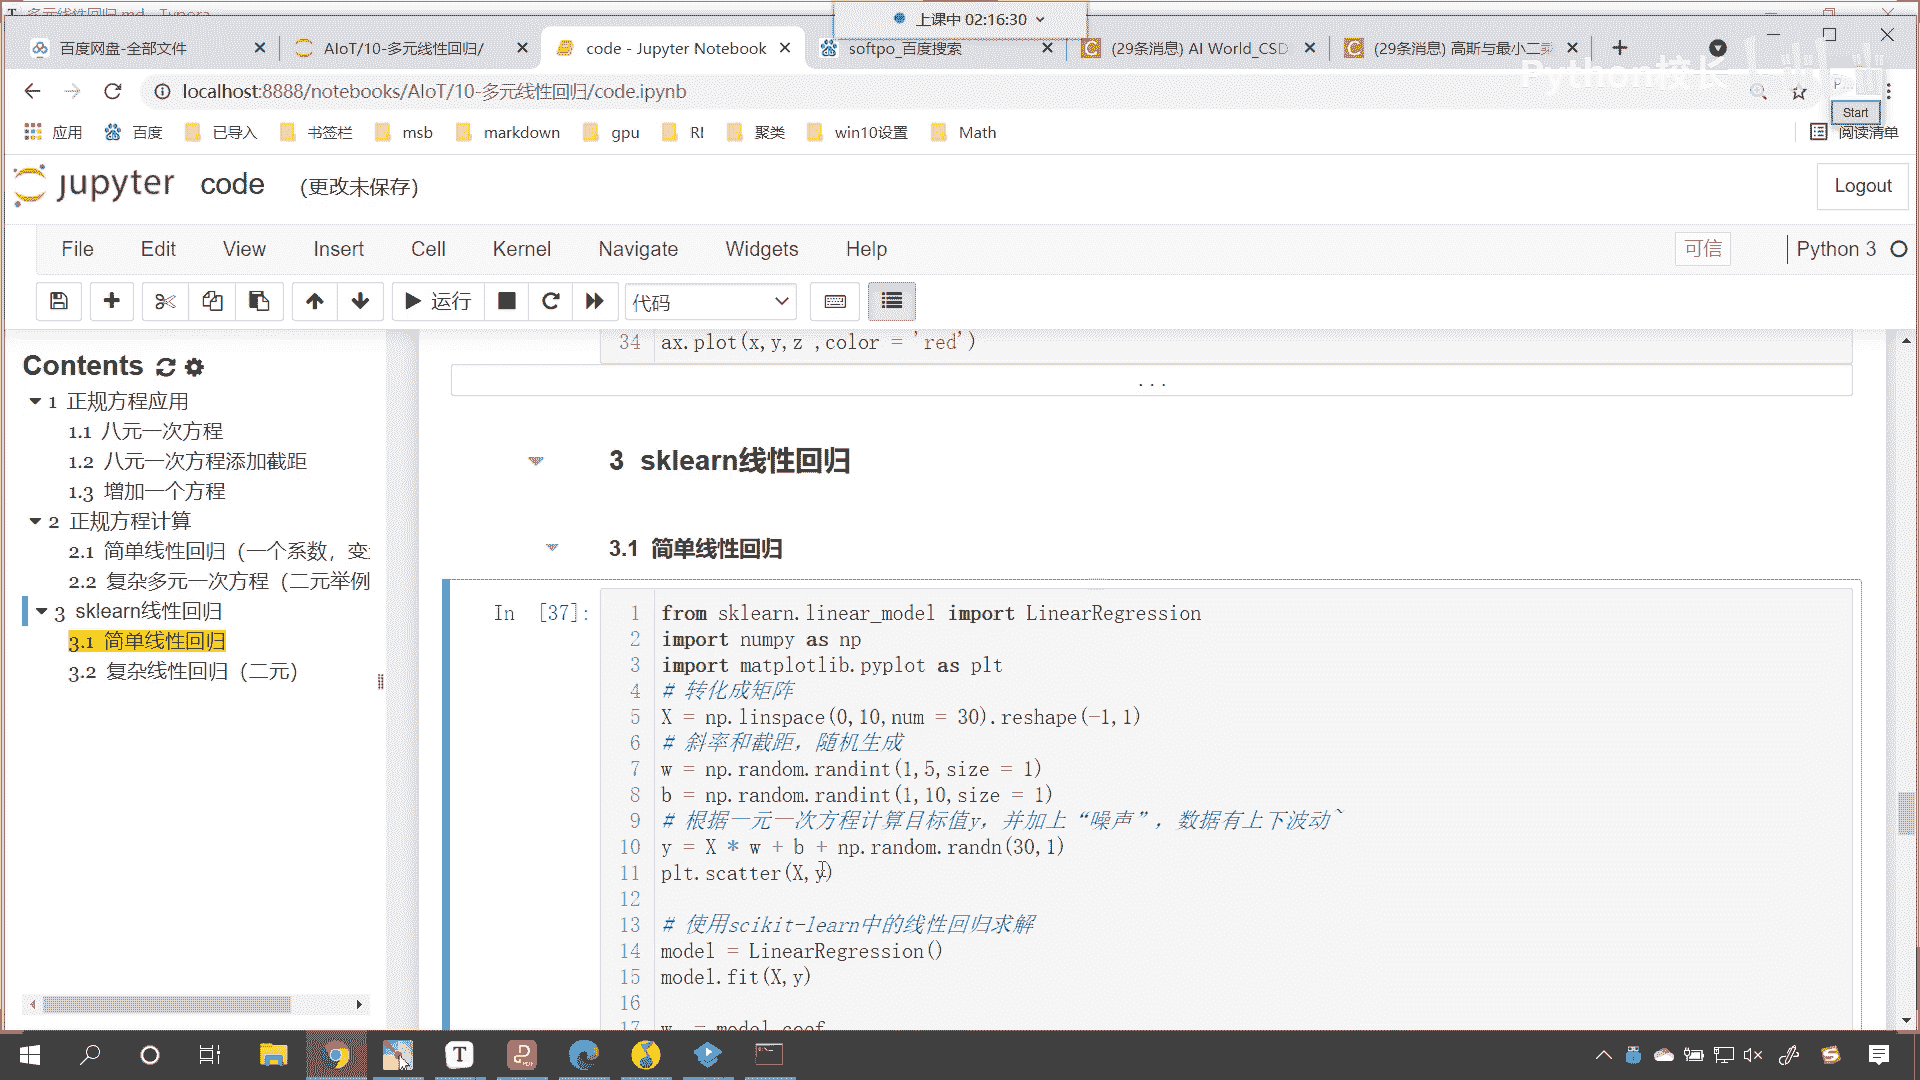 多元线性回归.md - Typora
上课中 02:16:30
百度网盘-全部文件
AIoT/10-多元线性回归/
code - Jupyter Notebook
softpo_百度搜索
(29条消息) AI World_CSD
(29条消息) 高斯与最小二乘
Python校长
localhost:8888/notebooks/AIoT/10-多元线性回归/code.ipynb
Start
应用
百度
已导入
书签栏
msb
markdown
gpu
RI
聚类
win10设置
Math
阅读清单
jupyter code (更改未保存)
Logout
File Edit View Insert Cell Kernel Navigate Widgets Help
可信
Python 3
运行
代码
Contents
1 正规方程应用
1.1 八元一次方程
1.2 八元一次方程添加截距
1.3 增加一个方程
2 正规方程计算
2.1 简单线性回归（一个系数，变
2.2 复杂多元一次方程（二元举例
3 sklearn线性回归
3.1 简单线性回归
3.2 复杂线性回归（二元）
34 ax.plot(x,y,z ,color = 'red')
...
3 sklearn线性回归
3.1 简单线性回归
In [37]:
1 from sklearn.linear_model import LinearRegression
2 import numpy as np
3 import matplotlib.pyplot as plt
4 # 转化成矩阵
5 X = np.linspace(0,10,num = 30).reshape(-1,1)
6 # 斜率和截距，随机生成
7 w = np.random.randint(1,5,size = 1)
8 b = np.random.randint(1,10,size = 1)
9 # 根据一元一次方程计算目标值y，并加上“噪声”，数据有上下波动~
10 y = X * w + b + np.random.randn(30,1)
11 plt.scatter(X,y)
12
13 # 使用scikit-learn中的线性回归求解
14 model = LinearRegression()
15 model.fit(X,y)
16
17 w_ = model.coef_